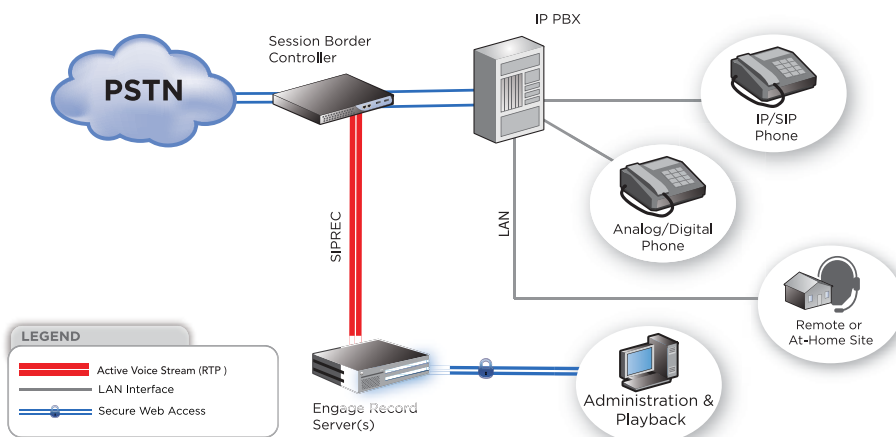 IP PBX
Session Border
Controller
PSTN
IP/SIP
Phone
Analog/Digital
Phone
SIPREC
LAN
Remote or
At-Home Site
LEGEND
Active Voice Stream (RTP )
LAN Interface
Secure Web Access
Engage Record
Server(s)
Administration &
Playback